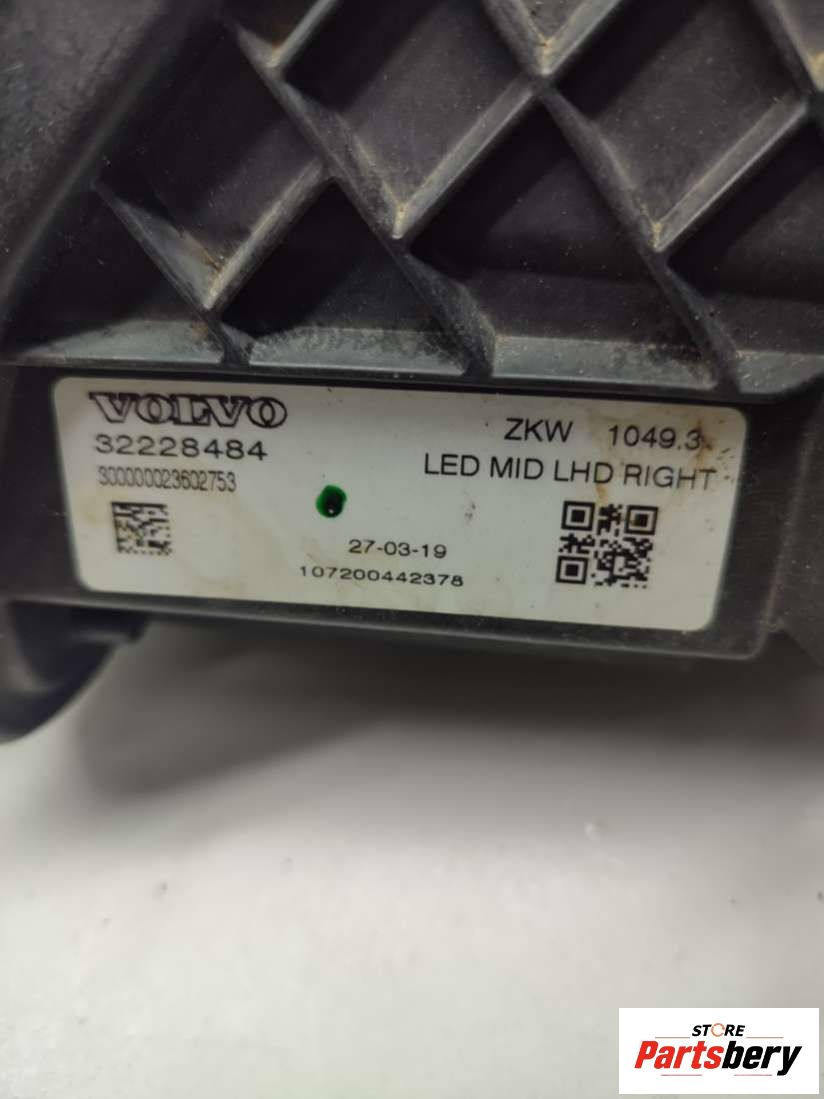 VOLVO
32228484
300000023602753
ZKW 1049.3
LED MID LHD RIGHT
27-03-19
107200442378
STORE
Partsbery